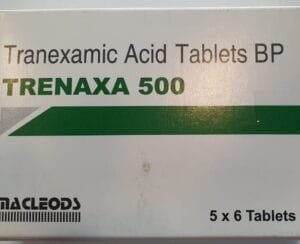 Tranexamic Acid Tablets BP
TRENAXA 500
MACLEODS
5 x 6 Tablets